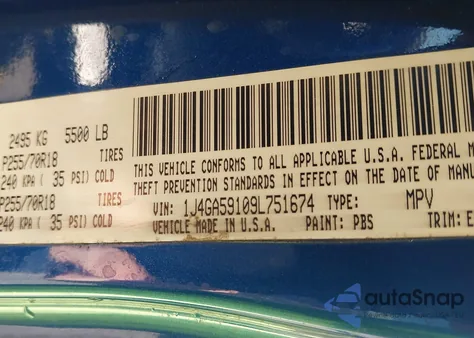 2495 KG 5500 LB
P255/70R18 TIRES
240 KPA ( 35 PSI) COLD
P255/70R18 TIRES
240 KPA ( 35 PSI) COLD
THIS VEHICLE CONFORMS TO ALL APPLICABLE U.S.A. FEDERAL M
THEFT PREVENTION STANDARDS IN EFFECT ON THE DATE OF MANU
VIN: 1J4GA59109L751674 TYPE: MPV
VEHICLE MADE IN U.S.A. PAINT: PBS TRIM: E
autoSnap